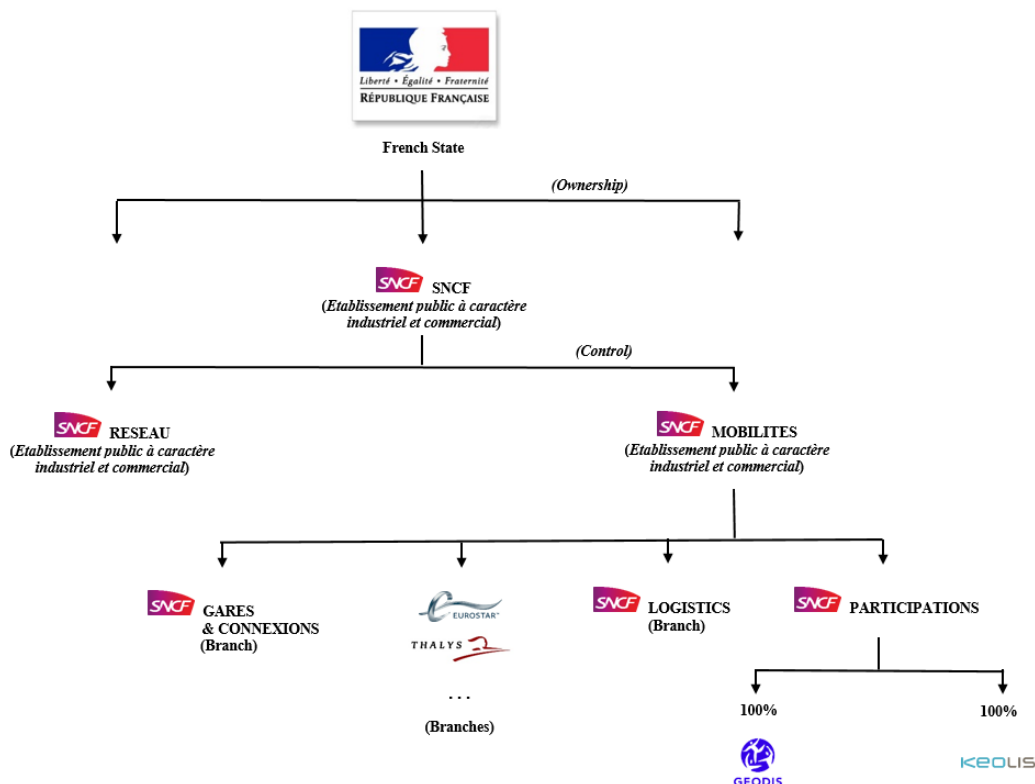 Liberté • Égalité • Fraternité
RÉPUBLIQUE FRANÇAISE
French State
(Ownership)
SNCF SNCF
(Etablissement public à caractère
industriel et commercial)
(Control)
SNCF RESEAU
(Etablissement public à caractère
industriel et commercial)
SNCF MOBILITES
(Etablissement public à caractère
industriel et commercial)
SNCF GARES
& CONNEXIONS
(Branch)
EUROSTAR™
THALYS
...
(Branches)
SNCF LOGISTICS
(Branch)
SNCF PARTICIPATIONS
100%
100%
GEODIS
KEOLIS